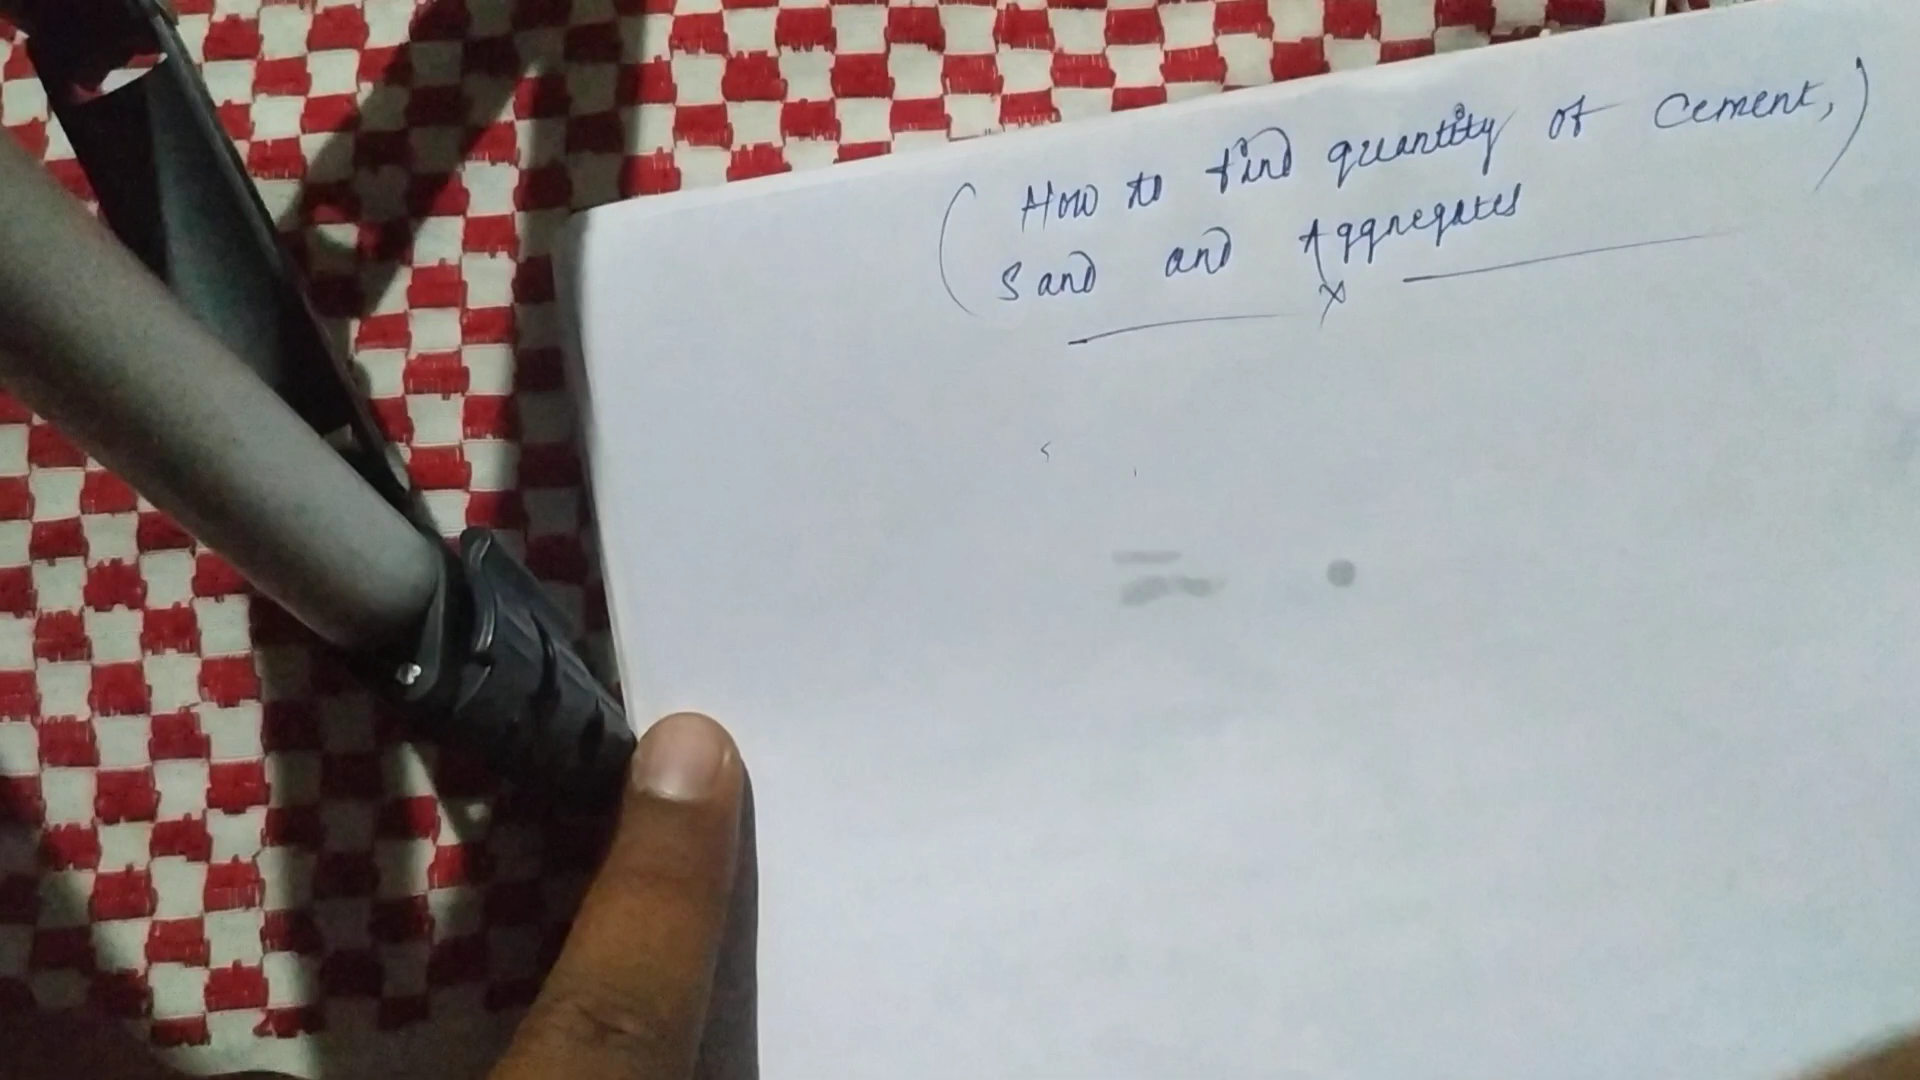 ( How to find quantity of cement, )
Sand and Aggregates
x